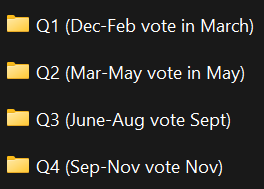 Q1 (Dec-Feb vote in March)
Q2 (Mar-May vote in May)
Q3 (June-Aug vote Sept)
Q4 (Sep-Nov vote Nov)